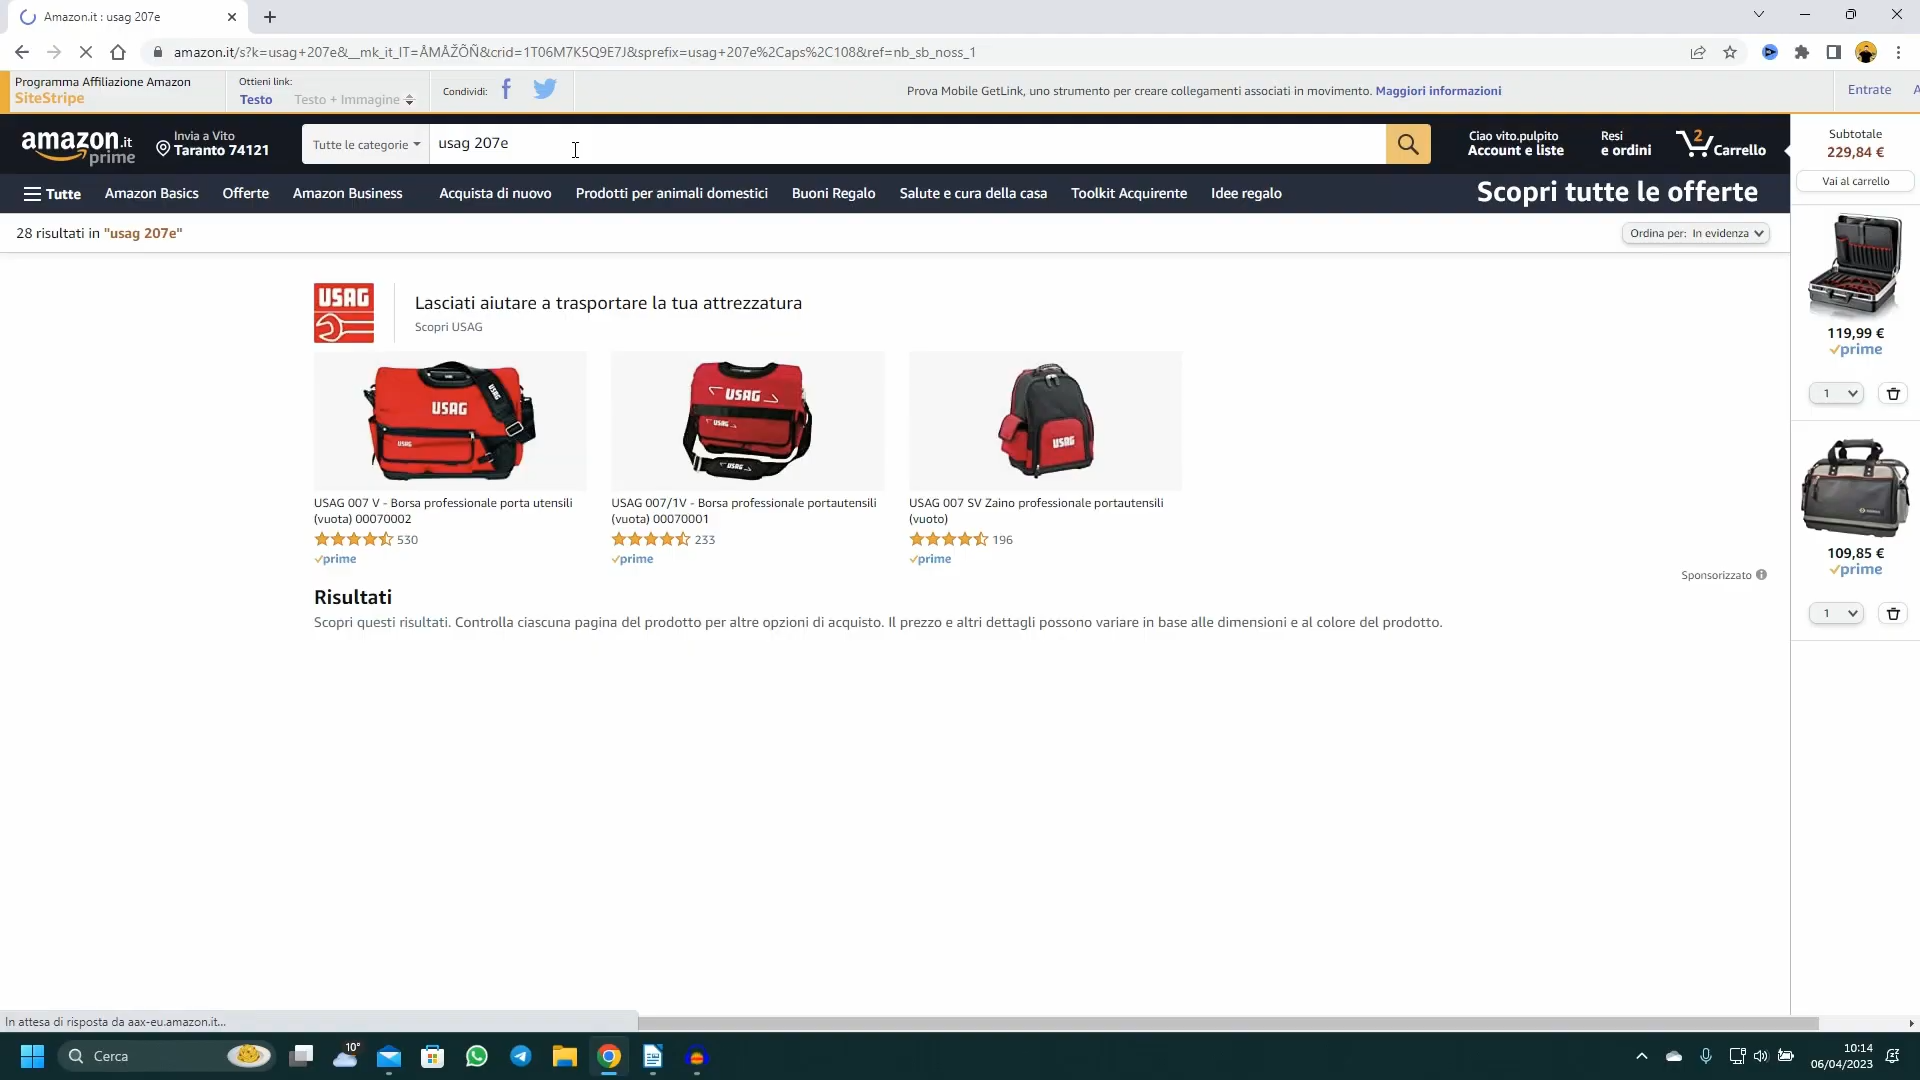 Amazon.it : usag 207e
amazon.it/s?k=usag+207e&__mk_it_IT=ÅMÅŽÕÑ&crid=1T06M7K5Q9E7J&sprefix=usag+207e%2Caps%2C108&ref=nb_sb_noss_1
Programma Affiliazione Amazon
SiteStripe
Ottieni link:
Testo
Testo + Immagine
Condividi:
Prova Mobile GetLink, uno strumento per creare collegamenti associati in movimento. Maggiori informazioni
Entrate
amazon.it
prime
Invia a Vito
Taranto 74121
Tutte le categorie
usag 207e
Ciao vito.pulpito
Account e liste
Resi
e ordini
2
Carrello
Subtotale
229,84 €
Vai al carrello
Tutte
Amazon Basics
Offerte
Amazon Business
Acquista di nuovo
Prodotti per animali domestici
Buoni Regalo
Salute e cura della casa
Toolkit Acquirente
Idee regalo
Scopri tutte le offerte
28 risultati in "usag 207e"
Ordina per: In evidenza
USAG
Lasciati aiutare a trasportare la tua attrezzatura
Scopri USAG
USAG
USAG
USAG
USAG
USAG
USAG
USAG
USAG 007 V - Borsa professionale porta utensili
(vuota) 00070002
530
prime
USAG 007/1V - Borsa professionale portautensili
(vuota) 00070001
233
prime
USAG 007 SV Zaino professionale portautensili
(vuoto)
196
prime
Sponsorizzato
Risultati
Scopri questi risultati. Controlla ciascuna pagina del prodotto per altre opzioni di acquisto. Il prezzo e altri dettagli possono variare in base alle dimensioni e al colore del prodotto.
119,99 €
prime
1
109,85 €
prime
1
In attesa di risposta da aax-eu.amazon.it...
Cerca
10°
10:14
06/04/2023